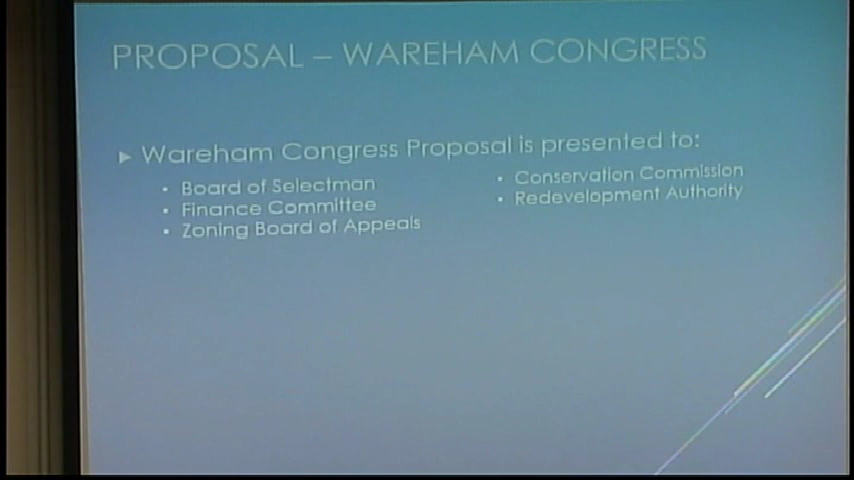 PROPOSAL – WAREHAM CONGRESS
Wareham Congress Proposal is presented to:
Board of Selectman
Finance Committee
Zoning Board of Appeals
Conservation Commission
Redevelopment Authority